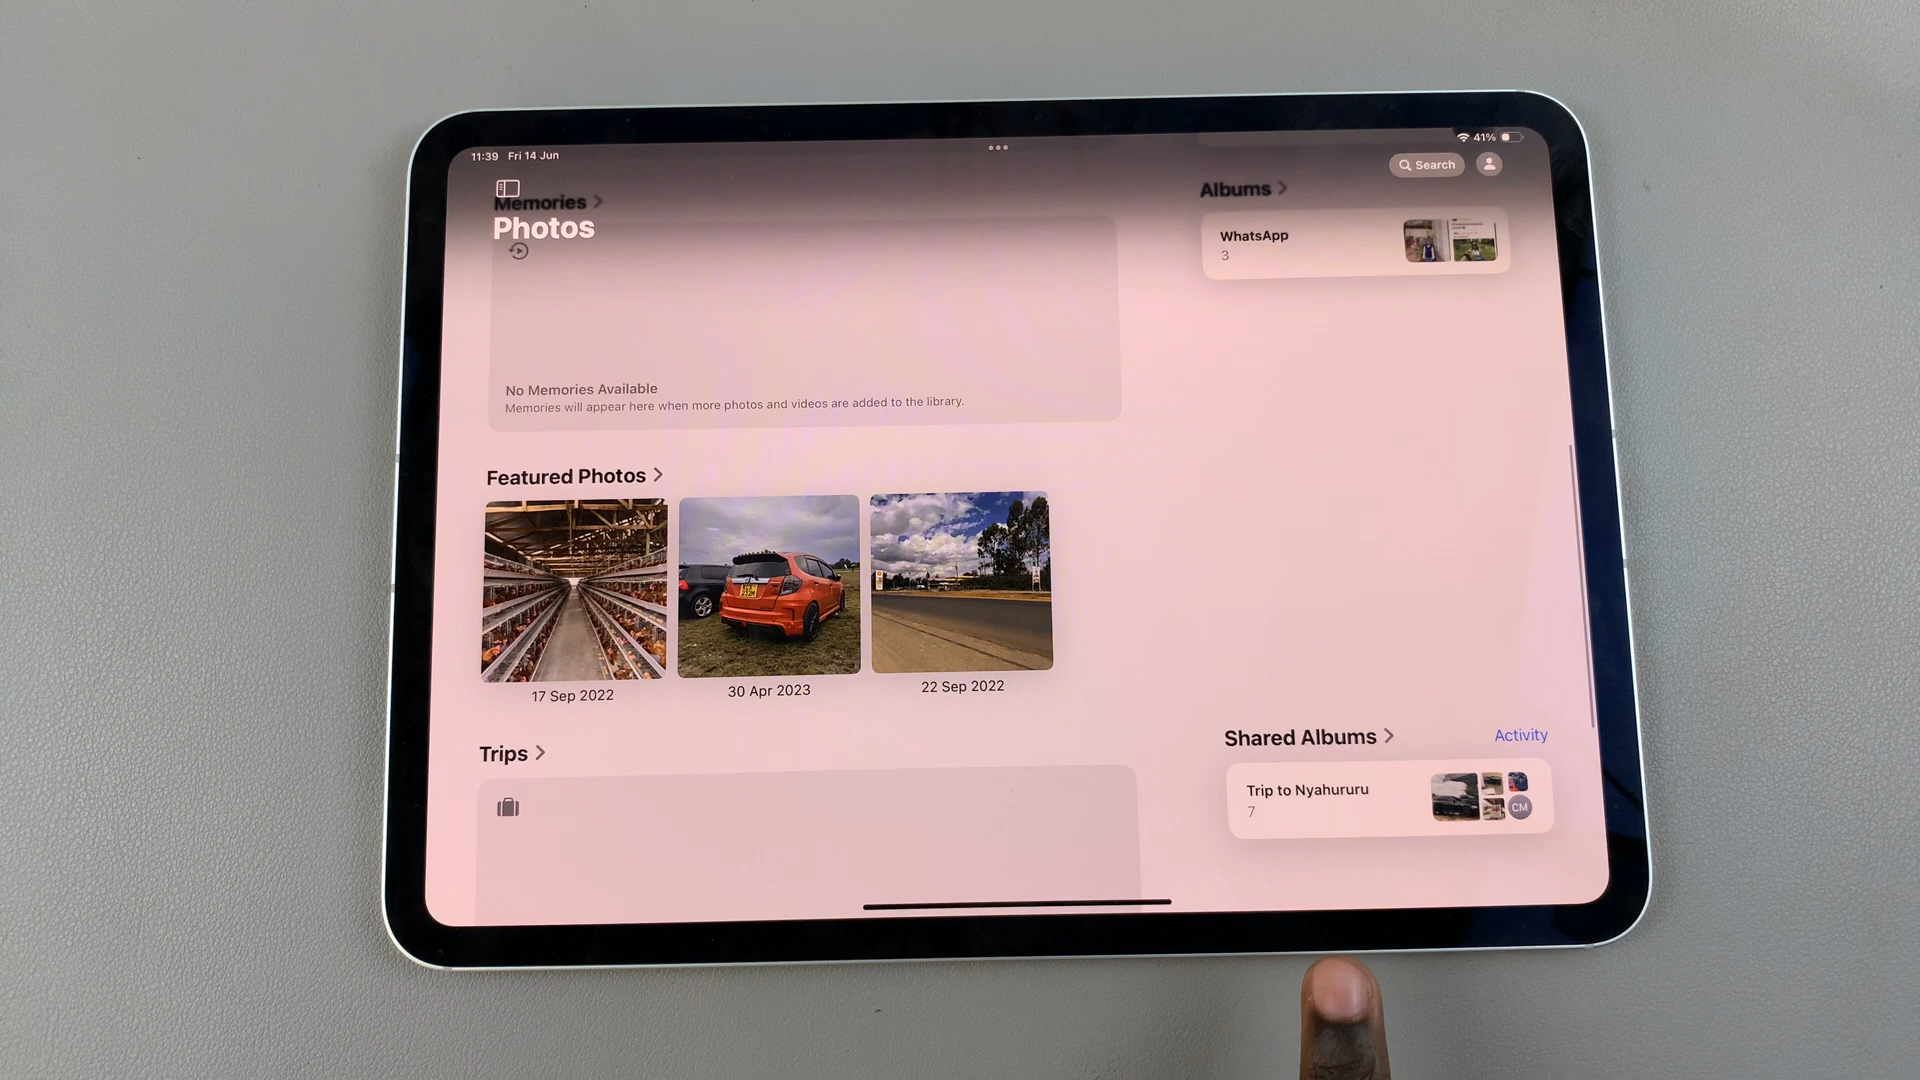 11:39 Fri 14 Jun
41%
Search
Memories
Photos
Albums
WhatsApp
3
No Memories Available
Memories will appear here when more photos and videos are added to the library.
Featured Photos
17 Sep 2022
30 Apr 2023
22 Sep 2022
Trips
Shared Albums
Activity
Trip to Nyahururu
7
CM